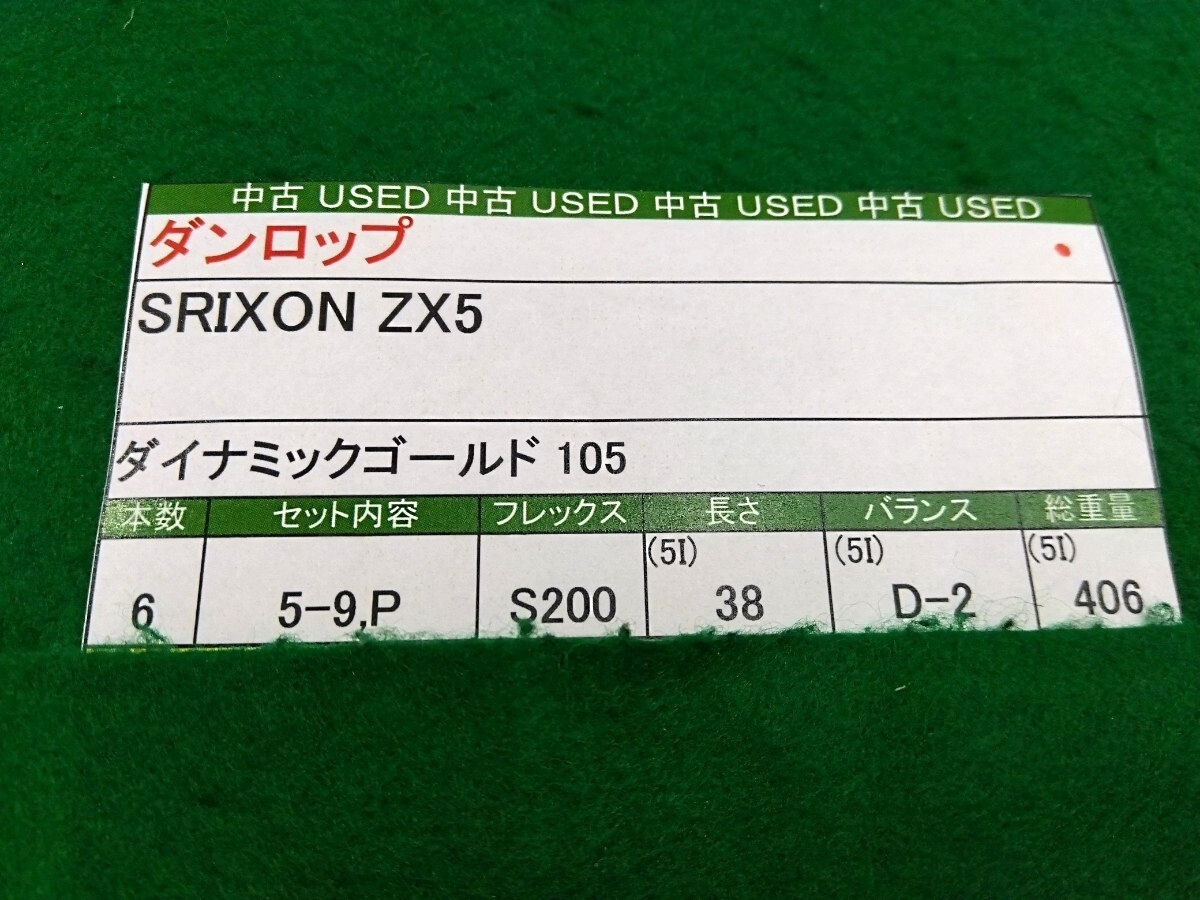 中古 USED 中古 USED 中古 USED 中古 USED
ダンロップ
SRIXON ZX5
ダイナミックゴールド 105
本数 セット内容 フレックス 長さ バランス 総重量
(5I) (5I) (5I)
6 5-9,P S200 38 D-2 406